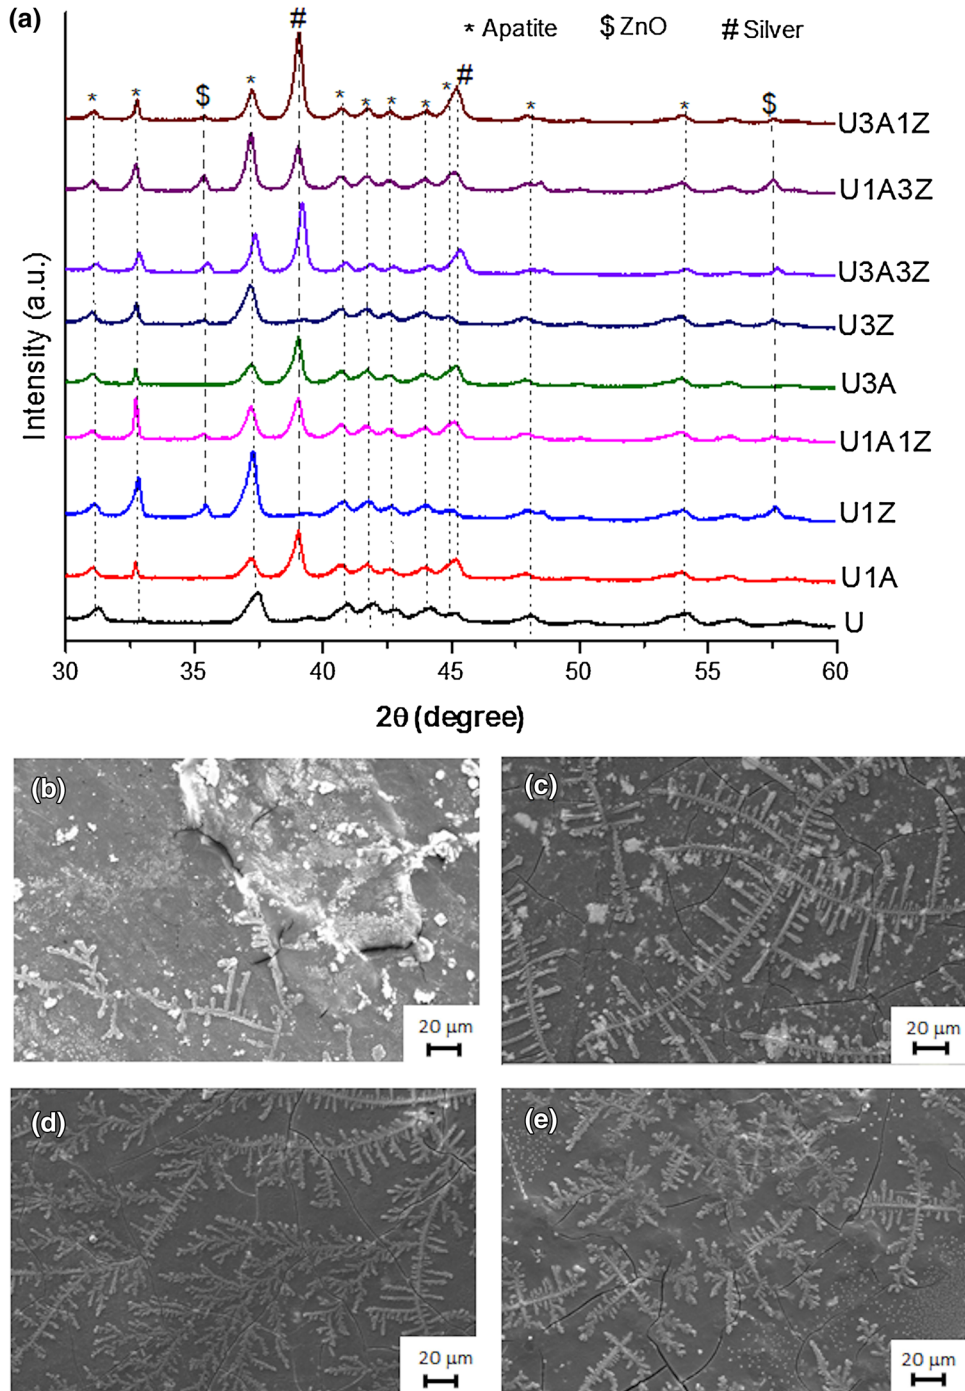 (a)
* Apatite $ ZnO # Silver
#
* * $ * * * * * * # * * $
U3A1Z
U1A3Z
U3A3Z
U3Z
U3A
U1A1Z
U1Z
U1A
U
Intensity (a.u.)
30 35 40 45 50 55 60
2θ (degree)
(b)
20 μm
(c)
20 μm
(d)
20 μm
(e)
20 μm